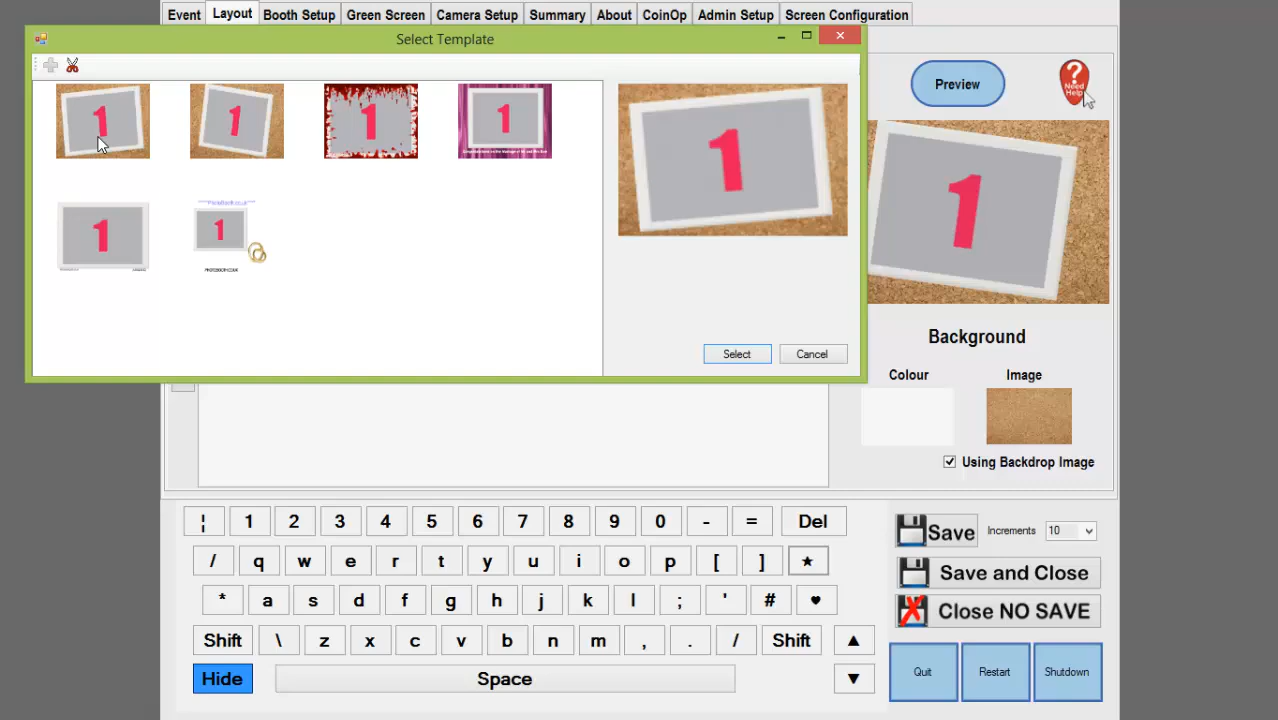 Event Layout Booth Setup Green Screen Camera Setup Summary About CoinOp Admin Setup Screen Configuration
Select Template
1 1 1 1
1 1
1
Select Cancel
Preview
? Need Help
1
Background
Colour Image
Using Backdrop Image
¦ 1 2 3 4 5 6 7 8 9 0 - = Del
/ q w e r t y u i o p [ ] ★
* a s d f g h j k l ; ' # ♥
Shift \ z x c v b n m , . / Shift ▲
Hide Space ▼
Save Increments 10
Save and Close
Close NO SAVE
Quit Restart Shutdown